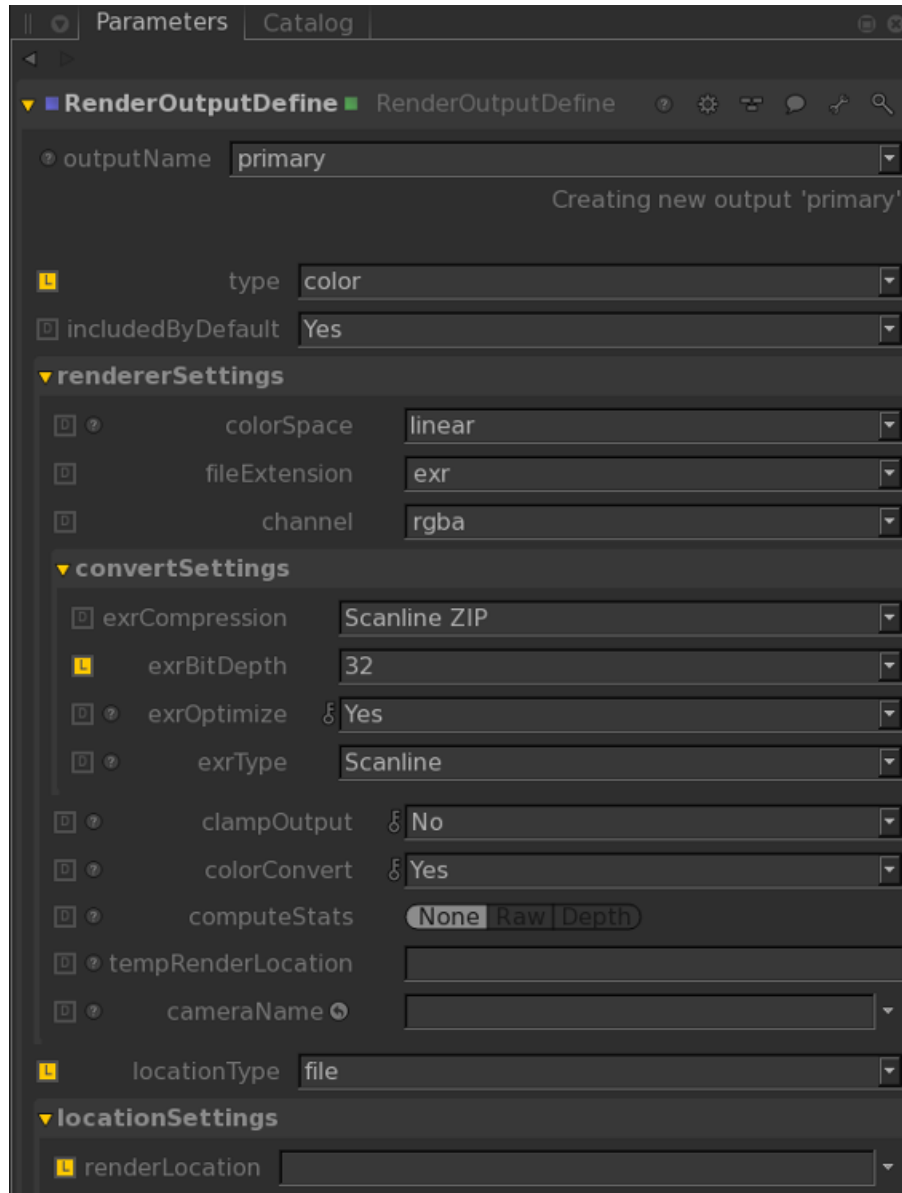 Parameters Catalog
RenderOutputDefine RenderOutputDefine
outputName primary
Creating new output 'primary'
L type color
D includedByDefault Yes
rendererSettings
D ? colorSpace linear
D fileExtension exr
D channel rgba
convertSettings
D exrCompression Scanline ZIP
L exrBitDepth 32
D ? exrOptimize Yes
D ? exrType Scanline
D ? clampOutput No
D ? colorConvert Yes
D ? computeStats None Raw Depth
D ? tempRenderLocation
D ? cameraName
L locationType file
locationSettings
L renderLocation